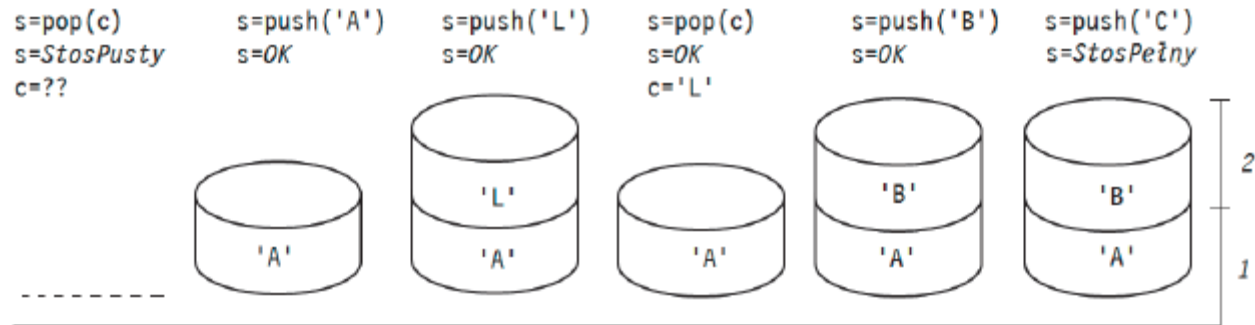 s=pop(c)
s=StosPusty
c=??
s=push('A')
s=OK
s=push('L')
s=OK
s=pop(c)
s=OK
c='L'
s=push('B')
s=OK
s=push('C')
s=StosPełny
'A'
'L'
'A'
'A'
'B'
'A'
'B'
'A'
2
1